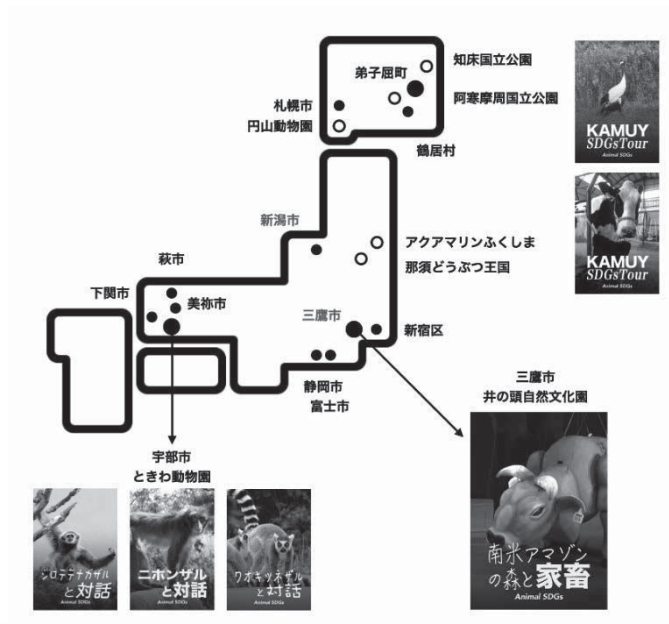 知床国立公園
弟子屈町
阿寒摩周国立公園
札幌市
円山動物園
鶴居村
KAMUY
SDGsTour
Animal SDGs
KAMUY
SDGsTour
Animal SDGs
新潟市
アクアマリンふくしま
那須どうぶつ王国
萩市
下関市
美祢市
三鷹市
新宿区
静岡市
富士市
三鷹市
井の頭自然文化園
宇部市
ときわ動物園
シロテテナガザル
と対話
Animal SDGs
ニホンザル
と対話
Animal SDGs
ワオキツネザル
と対話
Animal SDGs
南米アマゾン
の森と家畜
Animal SDGs